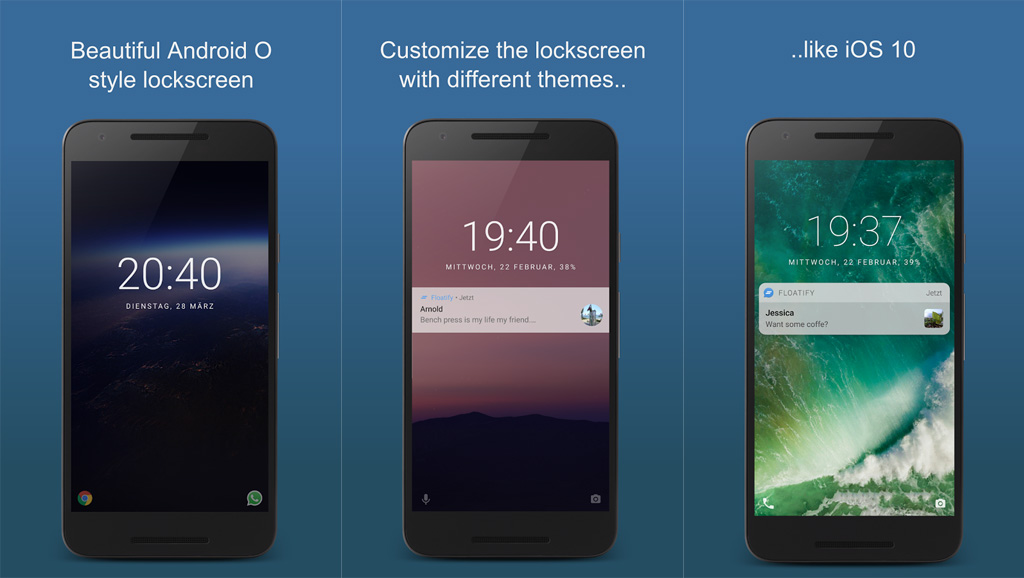 Beautiful Android O
style lockscreen
20:40
DIENSTAG, 28 MÄRZ
Customize the lockscreen
with different themes..
19:40
MITTWOCH, 22 FEBRUAR, 38%
Floatify • Jetzt
Arnold
Bench press is my life my friend....
..like iOS 10
19:37
MITTWOCH, 22 FEBRUAR, 39%
FLOATIFY Jetzt
Jessica
Want some coffe?